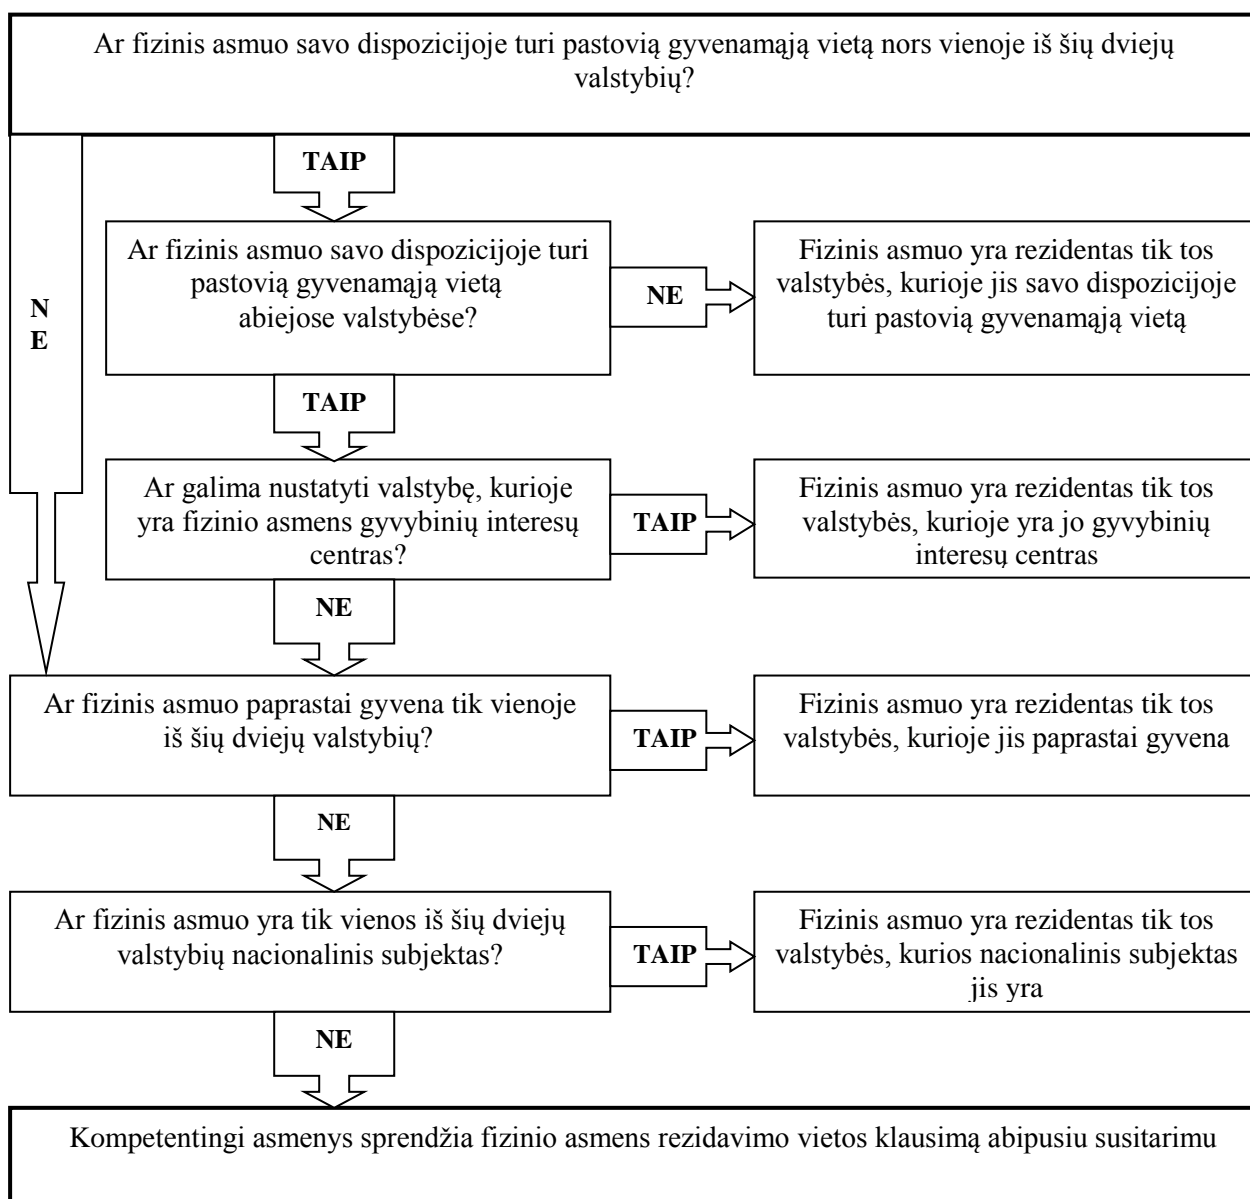 Ar fizinis asmuo savo dispozicijoje turi pastovią gyvenamąją vietą nors vienoje iš šių dviejų
valstybių?
TAIP
N
E
Ar fizinis asmuo savo dispozicijoje turi
pastovią gyvenamąją vietą
abiejose valstybėse?
NE
Fizinis asmuo yra rezidentas tik tos
valstybės, kurioje jis savo dispozicijoje
turi pastovią gyvenamąją vietą
TAIP
Ar galima nustatyti valstybę, kurioje
yra fizinio asmens gyvybinių interesų
centras?
TAIP
Fizinis asmuo yra rezidentas tik tos
valstybės, kurioje yra jo gyvybinių
interesų centras
NE
Ar fizinis asmuo paprastai gyvena tik vienoje
iš šių dviejų valstybių?
TAIP
Fizinis asmuo yra rezidentas tik tos
valstybės, kurioje jis paprastai gyvena
NE
Ar fizinis asmuo yra tik vienos iš šių dviejų
valstybių nacionalinis subjektas?
TAIP
Fizinis asmuo yra rezidentas tik tos
valstybės, kurios nacionalinis subjektas
jis yra
NE
Kompetentingi asmenys sprendžia fizinio asmens rezidavimo vietos klausimą abipusiu susitarimu